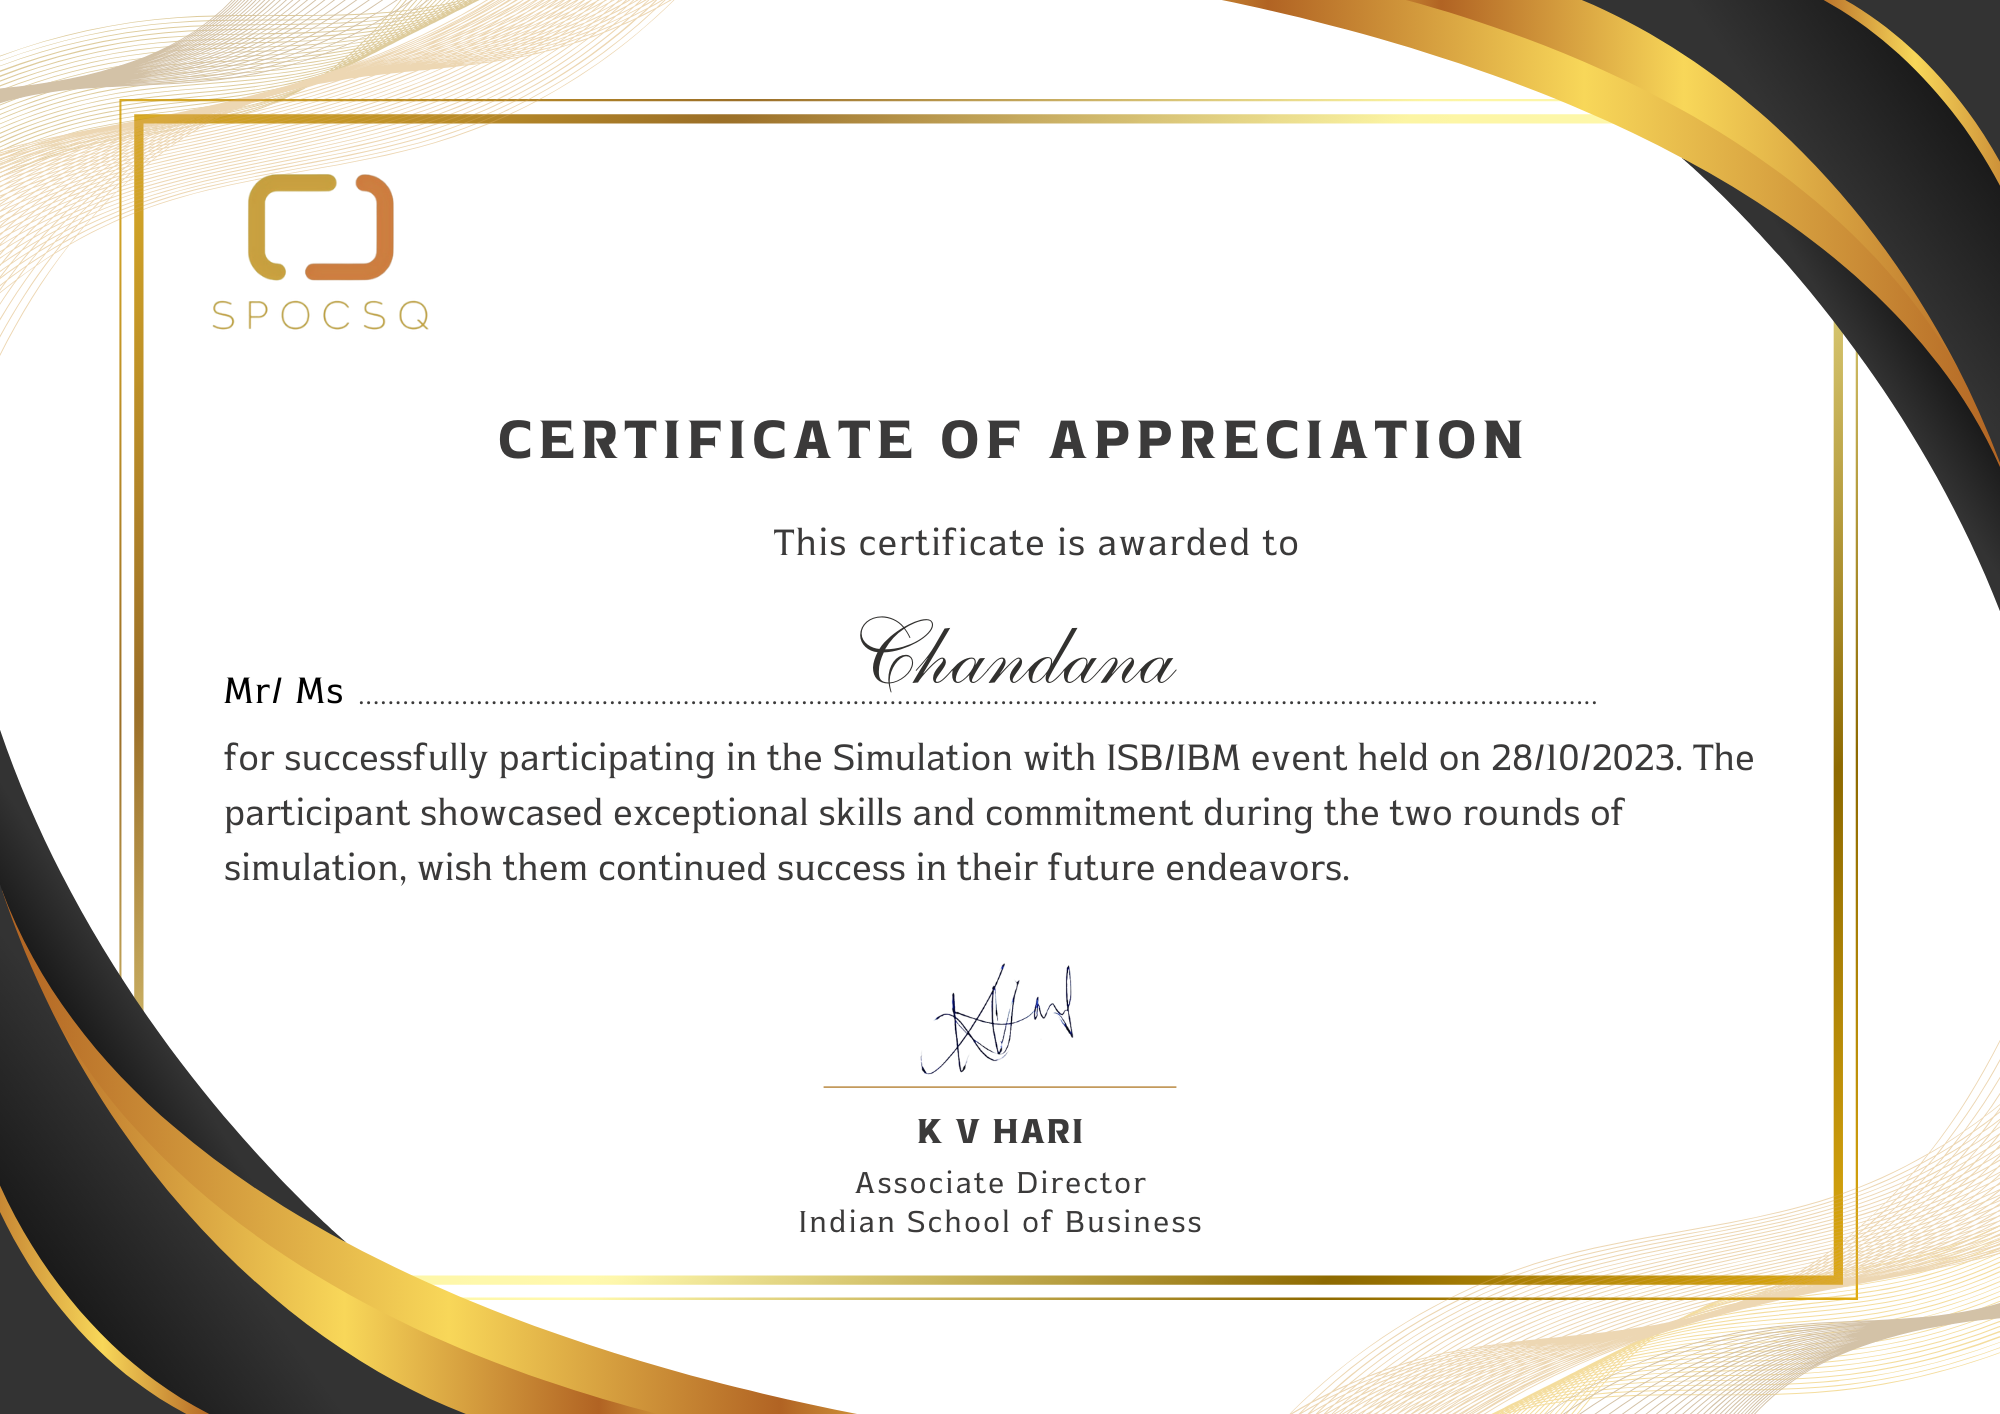 SPOCSQ
CERTIFICATE OF APPRECIATION
This certificate is awarded to
Chandana
Mr/ Ms
for successfully participating in the Simulation with ISB/IBM event held on 28/10/2023. The
participant showcased exceptional skills and commitment during the two rounds of
simulation, wish them continued success in their future endeavors.
K V HARI
Associate Director
Indian School of Business